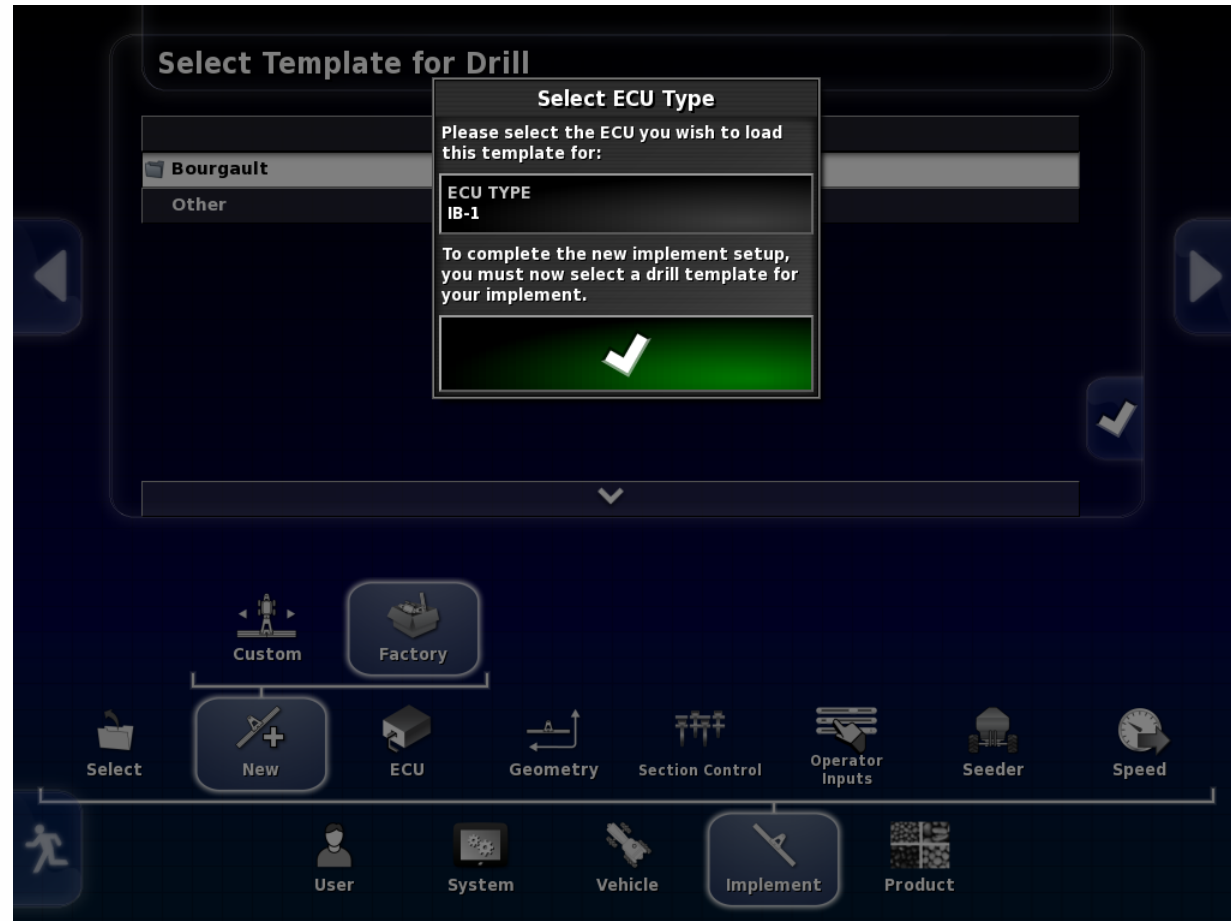 Select Template for Drill
Select ECU Type
Please select the ECU you wish to load
this template for:
Bourgault
ECU TYPE
IB-1
Other
To complete the new implement setup,
you must now select a drill template for
your implement.
Custom
Factory
Select
New
ECU
Geometry
Section Control
Operator
Inputs
Seeder
Speed
User
System
Vehicle
Implement
Product